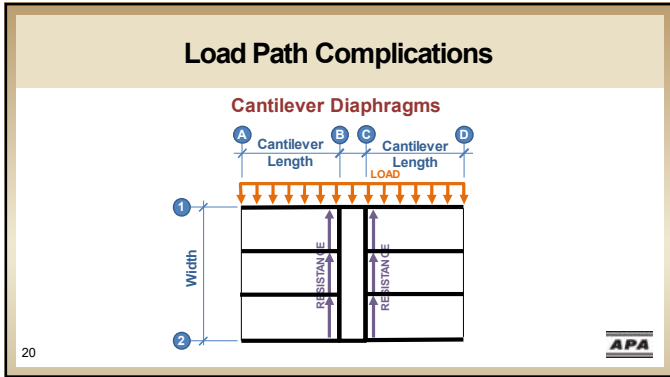 Load Path Complications
Cantilever Diaphragms
A B C D
Cantilever Length
Cantilever Length
LOAD
1
Width
RESISTANCE
RESISTANCE
2
20
APA